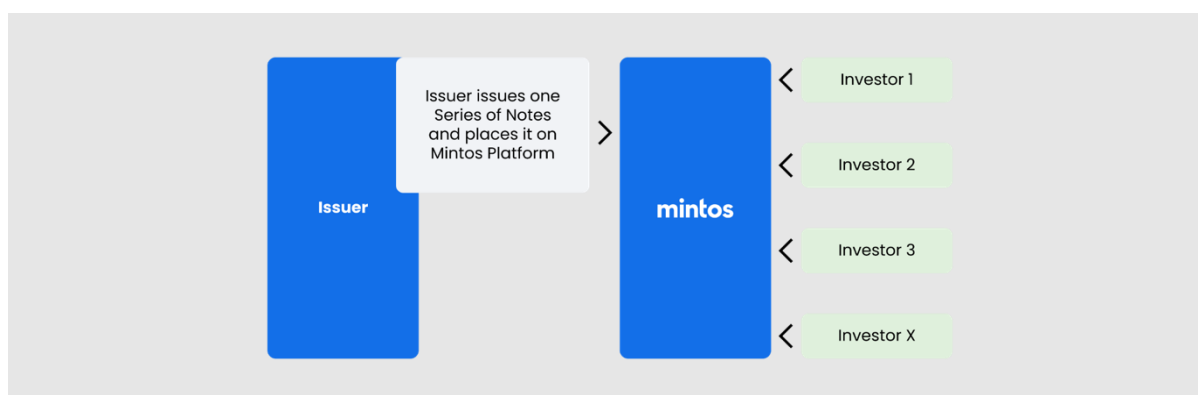 Issuer
Issuer issues one
Series of Notes
and places it on
Mintos Platform
mintos
Investor 1
Investor 2
Investor 3
Investor X